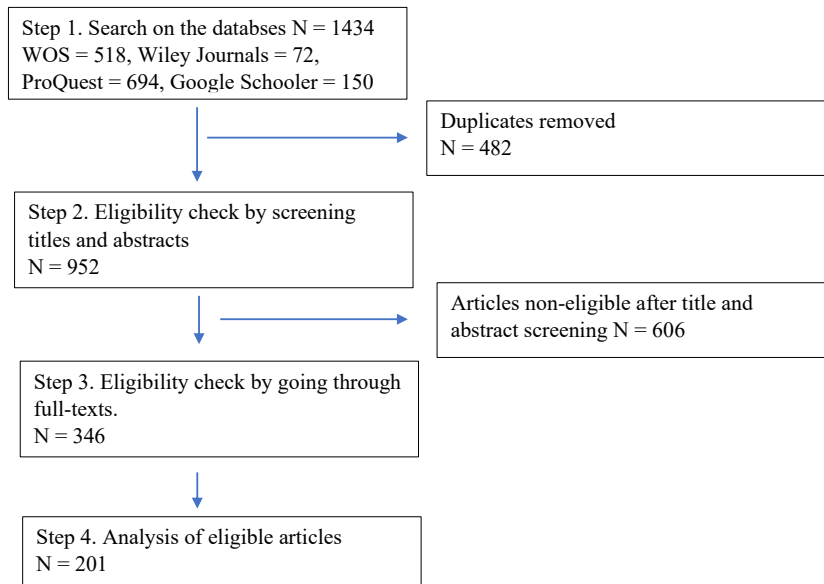 Step 1. Search on the databses N = 1434
WOS = 518, Wiley Journals = 72,
ProQuest = 694, Google Schooler = 150
Duplicates removed
N = 482
Step 2. Eligibility check by screening
titles and abstracts
N = 952
Articles non-eligible after title and
abstract screening N = 606
Step 3. Eligibility check by going through
full-texts.
N = 346
Step 4. Analysis of eligible articles
N = 201